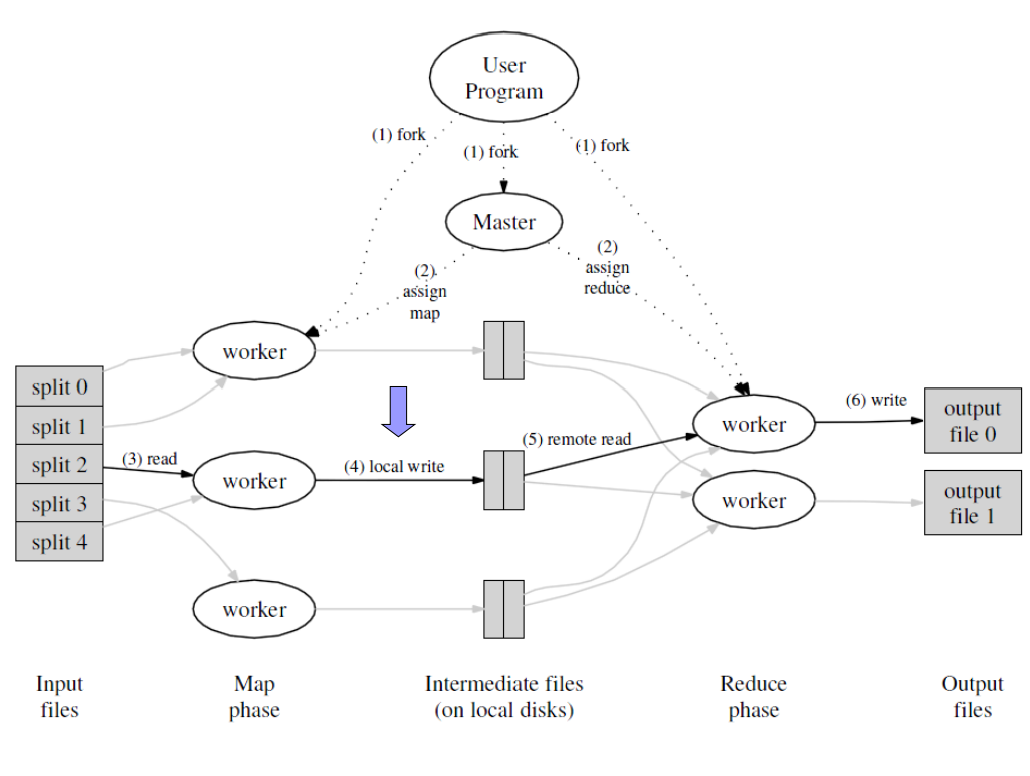 User
Program
(1) fork
(1) fork
(1) fork
Master
(2)
assign
map
(2)
assign
reduce
worker
split 0
split 1
split 2
split 3
split 4
(3) read
worker
(4) local write
(5) remote read
worker
worker
worker
(6) write
output
file 0
output
file 1
Input
files
Map
phase
Intermediate files
(on local disks)
Reduce
phase
Output
files